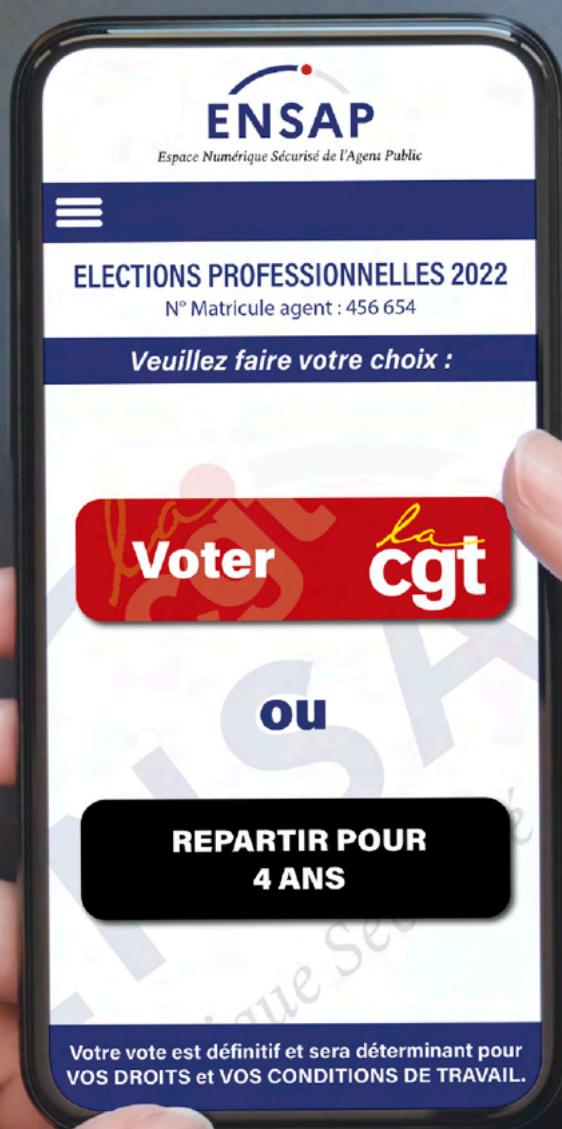 ENSAP
Espace Numérique Sécurisé de l'Agent Public
ELECTIONS PROFESSIONNELLES 2022
N° Matricule agent : 456 654
Veuillez faire votre choix :
Voter la cgt
ou
REPARTIR POUR
4 ANS
Votre vote est définitif et sera déterminant pour
VOS DROITS et VOS CONDITIONS DE TRAVAIL.